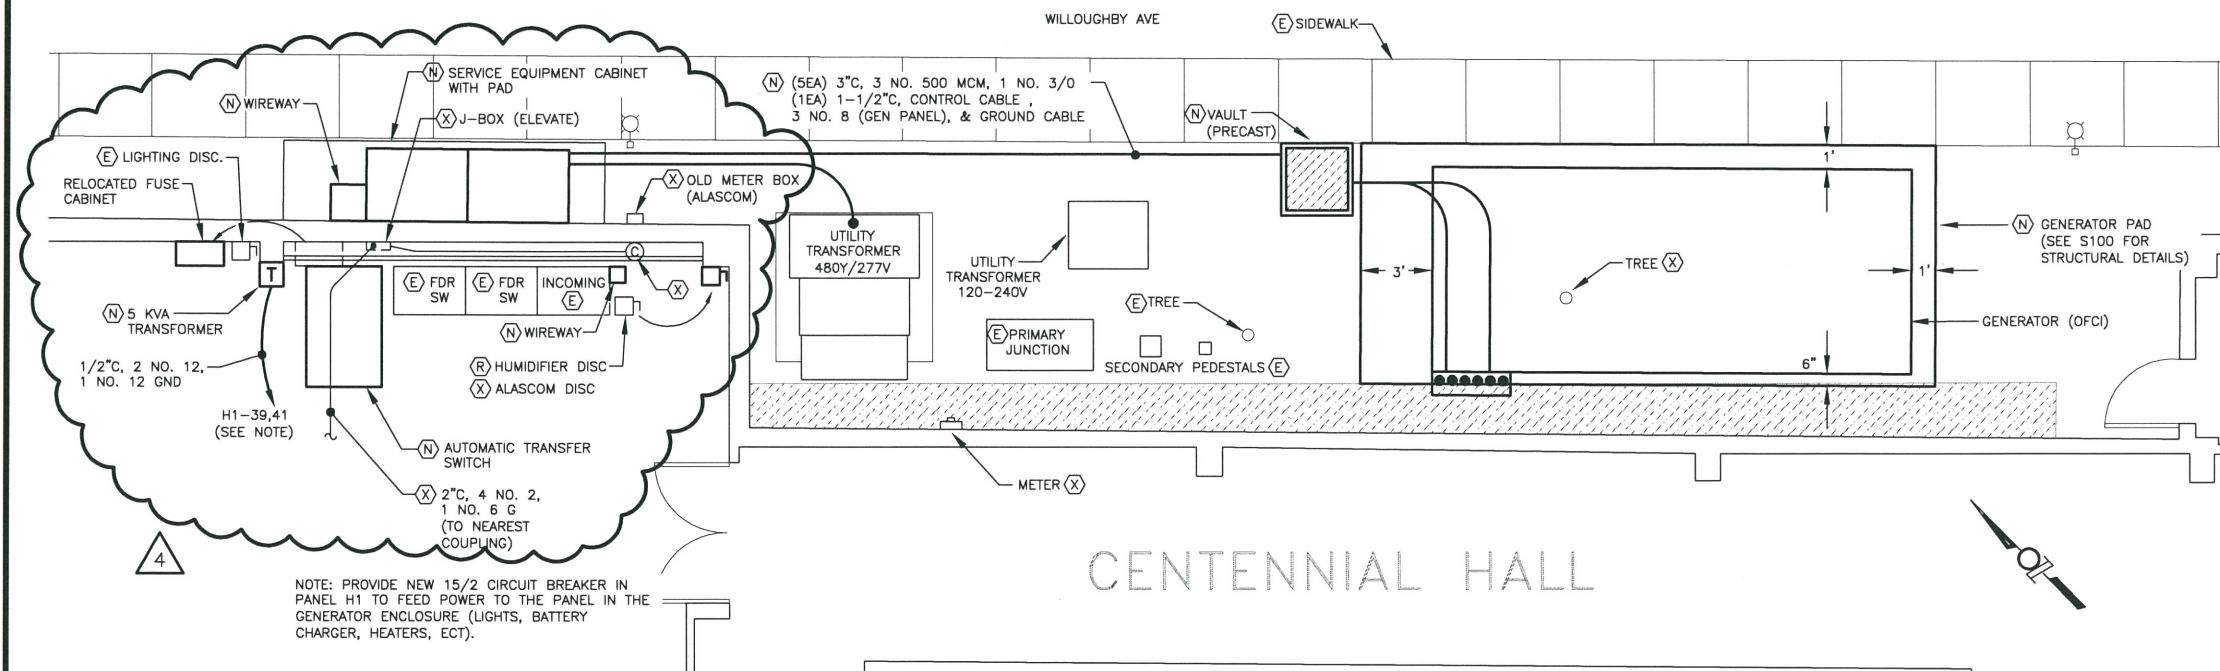 WILLOUGHBY AVE
E SIDEWALK
N SERVICE EQUIPMENT CABINET
WITH PAD
N WIREWAY
X J-BOX (ELEVATE)
E LIGHTING DISC.
RELOCATED FUSE
CABINET
N (5EA) 3"C, 3 NO. 500 MCM, 1 NO. 3/0
(1EA) 1-1/2"C, CONTROL CABLE ,
3 NO. 8 (GEN PANEL), & GROUND CABLE
N VAULT
(PRECAST)
X OLD METER BOX
(ALASCOM)
1'
UTILITY
TRANSFORMER
480Y/277V
UTILITY
TRANSFORMER
120-240V
N GENERATOR PAD
(SEE S100 FOR
STRUCTURAL DETAILS)
C
T
E FDR
SW
E FDR
SW
INCOMING
E
X
3'
TREE X
1'
N 5 KVA
TRANSFORMER
N WIREWAY
E TREE
E PRIMARY
JUNCTION
GENERATOR (OFCI)
1/2"C, 2 NO. 12,
1 NO. 12 GND
R HUMIDIFIER DISC
X ALASCOM DISC
SECONDARY PEDESTALS E
6"
H1-39,41
(SEE NOTE)
N AUTOMATIC TRANSFER
SWITCH
X 2"C, 4 NO. 2,
1 NO. 6 G
(TO NEAREST
COUPLING)
METER X
4
CENTENNIAL HALL
NOTE: PROVIDE NEW 15/2 CIRCUIT BREAKER IN
PANEL H1 TO FEED POWER TO THE PANEL IN THE
GENERATOR ENCLOSURE (LIGHTS, BATTERY
CHARGER, HEATERS, ECT).
N